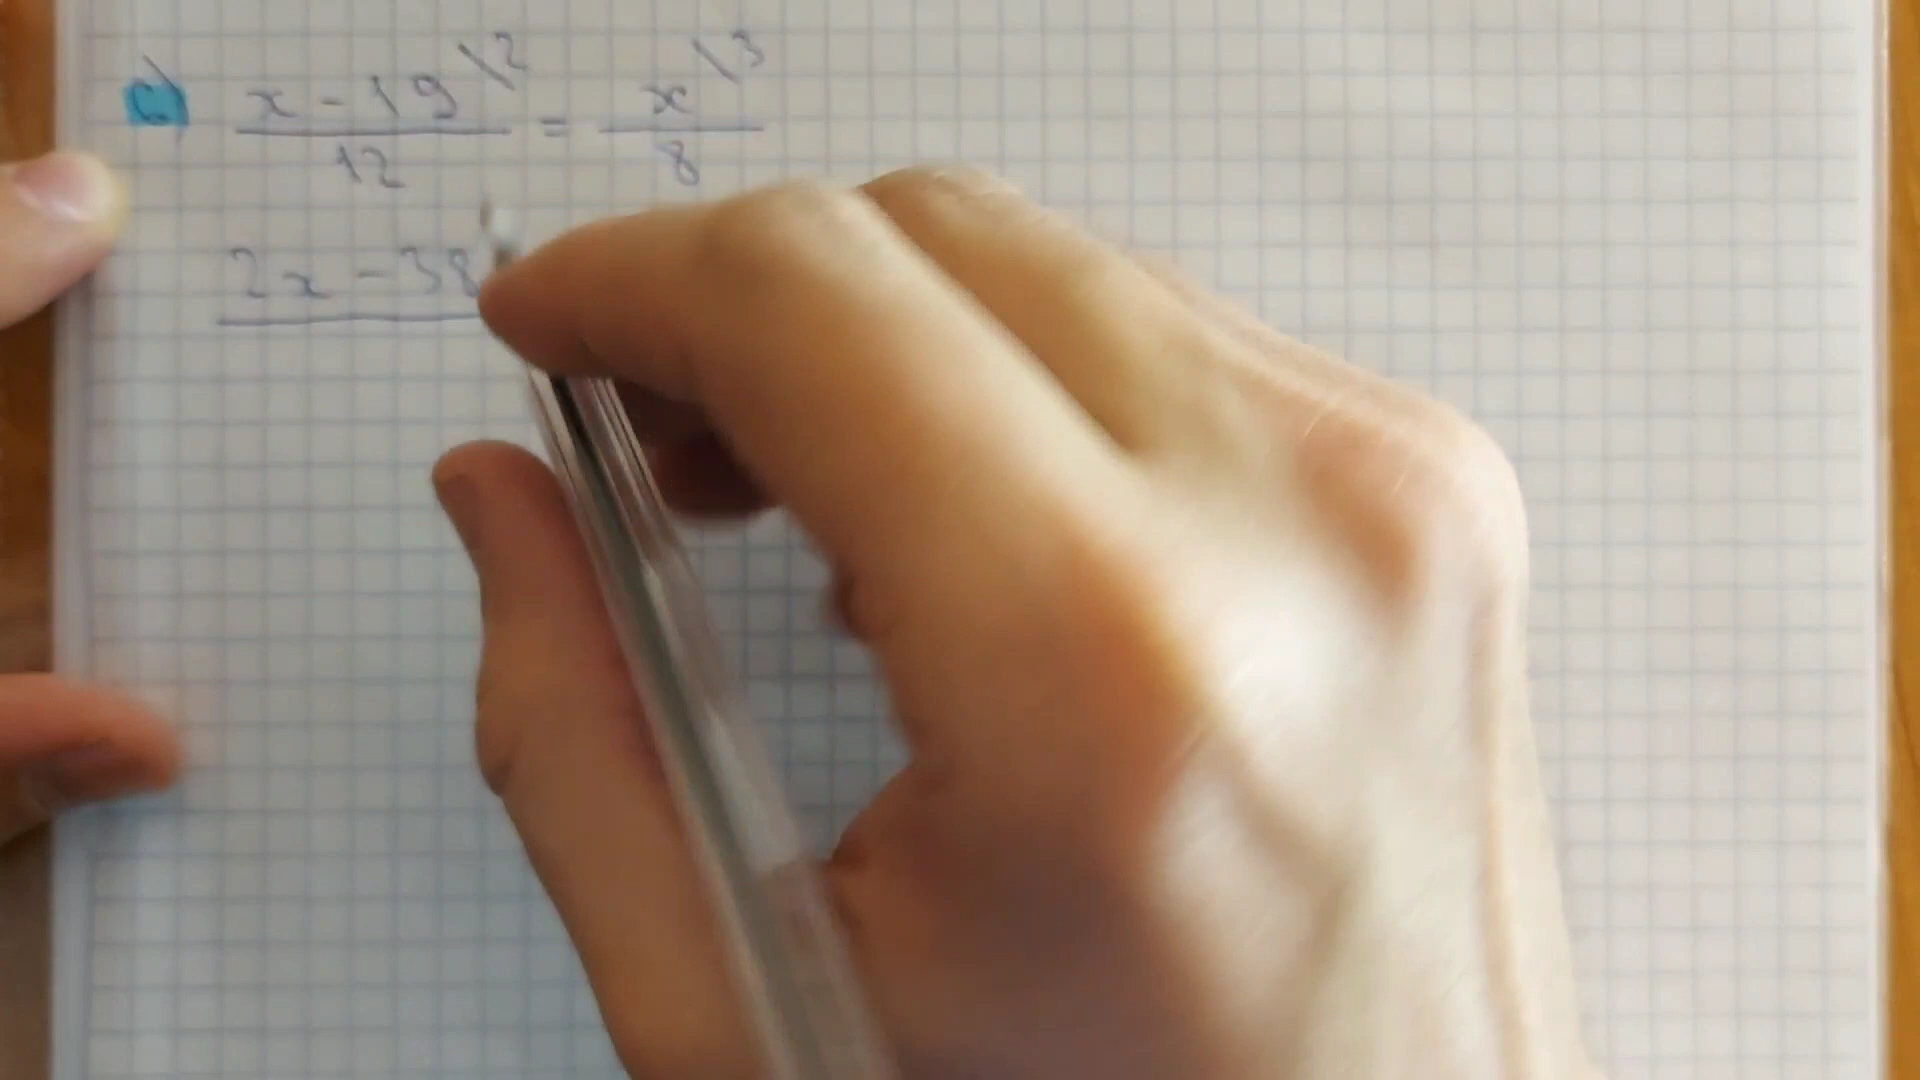 c) x - 19 \2 / 12 = x \3 / 8
2x - 38